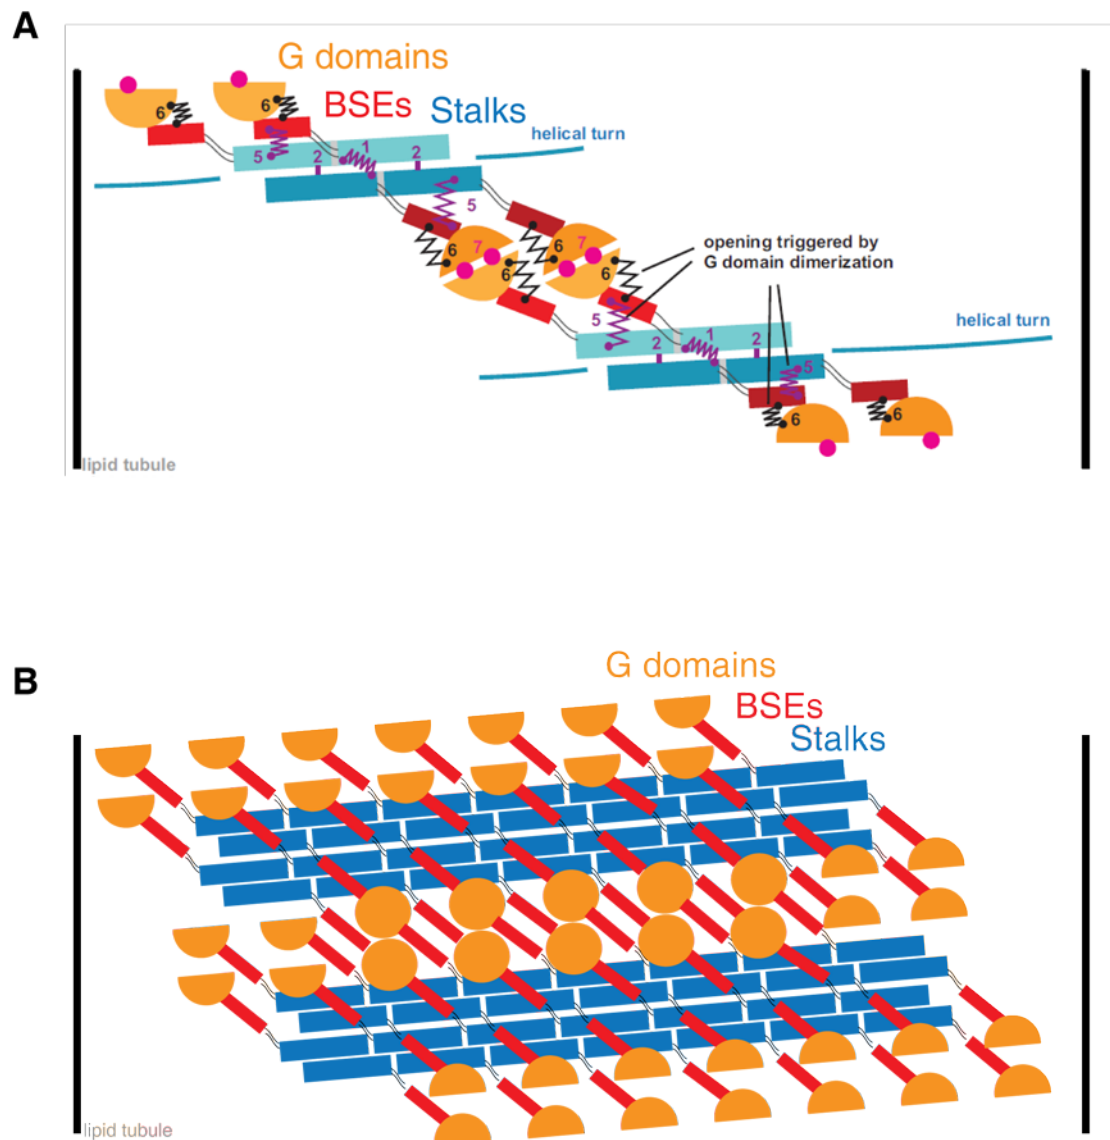 A
G domains
BSEs Stalks
helical turn
6
6
5
2
1
2
5
6
7
6
6
7
6
opening triggered by
G domain dimerization
helical turn
5
2
1
2
5
6
6
lipid tubule
B
G domains
BSEs
Stalks
lipid tubule